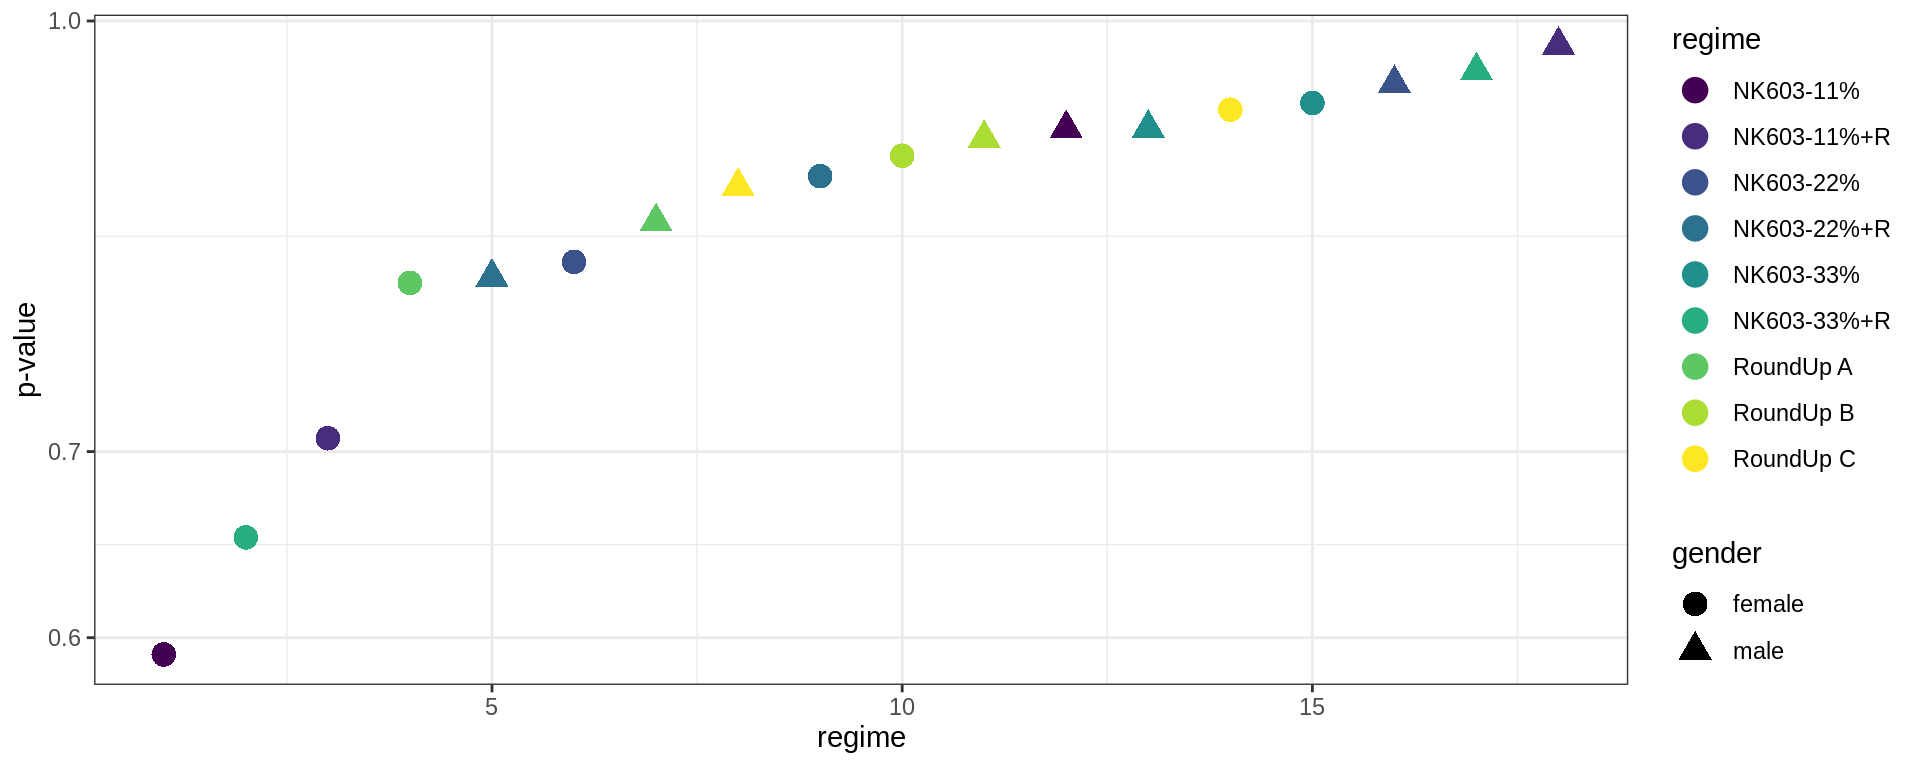 1.0
0.7
0.6
p-value
5
10
15
regime
regime
NK603-11%
NK603-11%+R
NK603-22%
NK603-22%+R
NK603-33%
NK603-33%+R
RoundUp A
RoundUp B
RoundUp C
gender
female
male